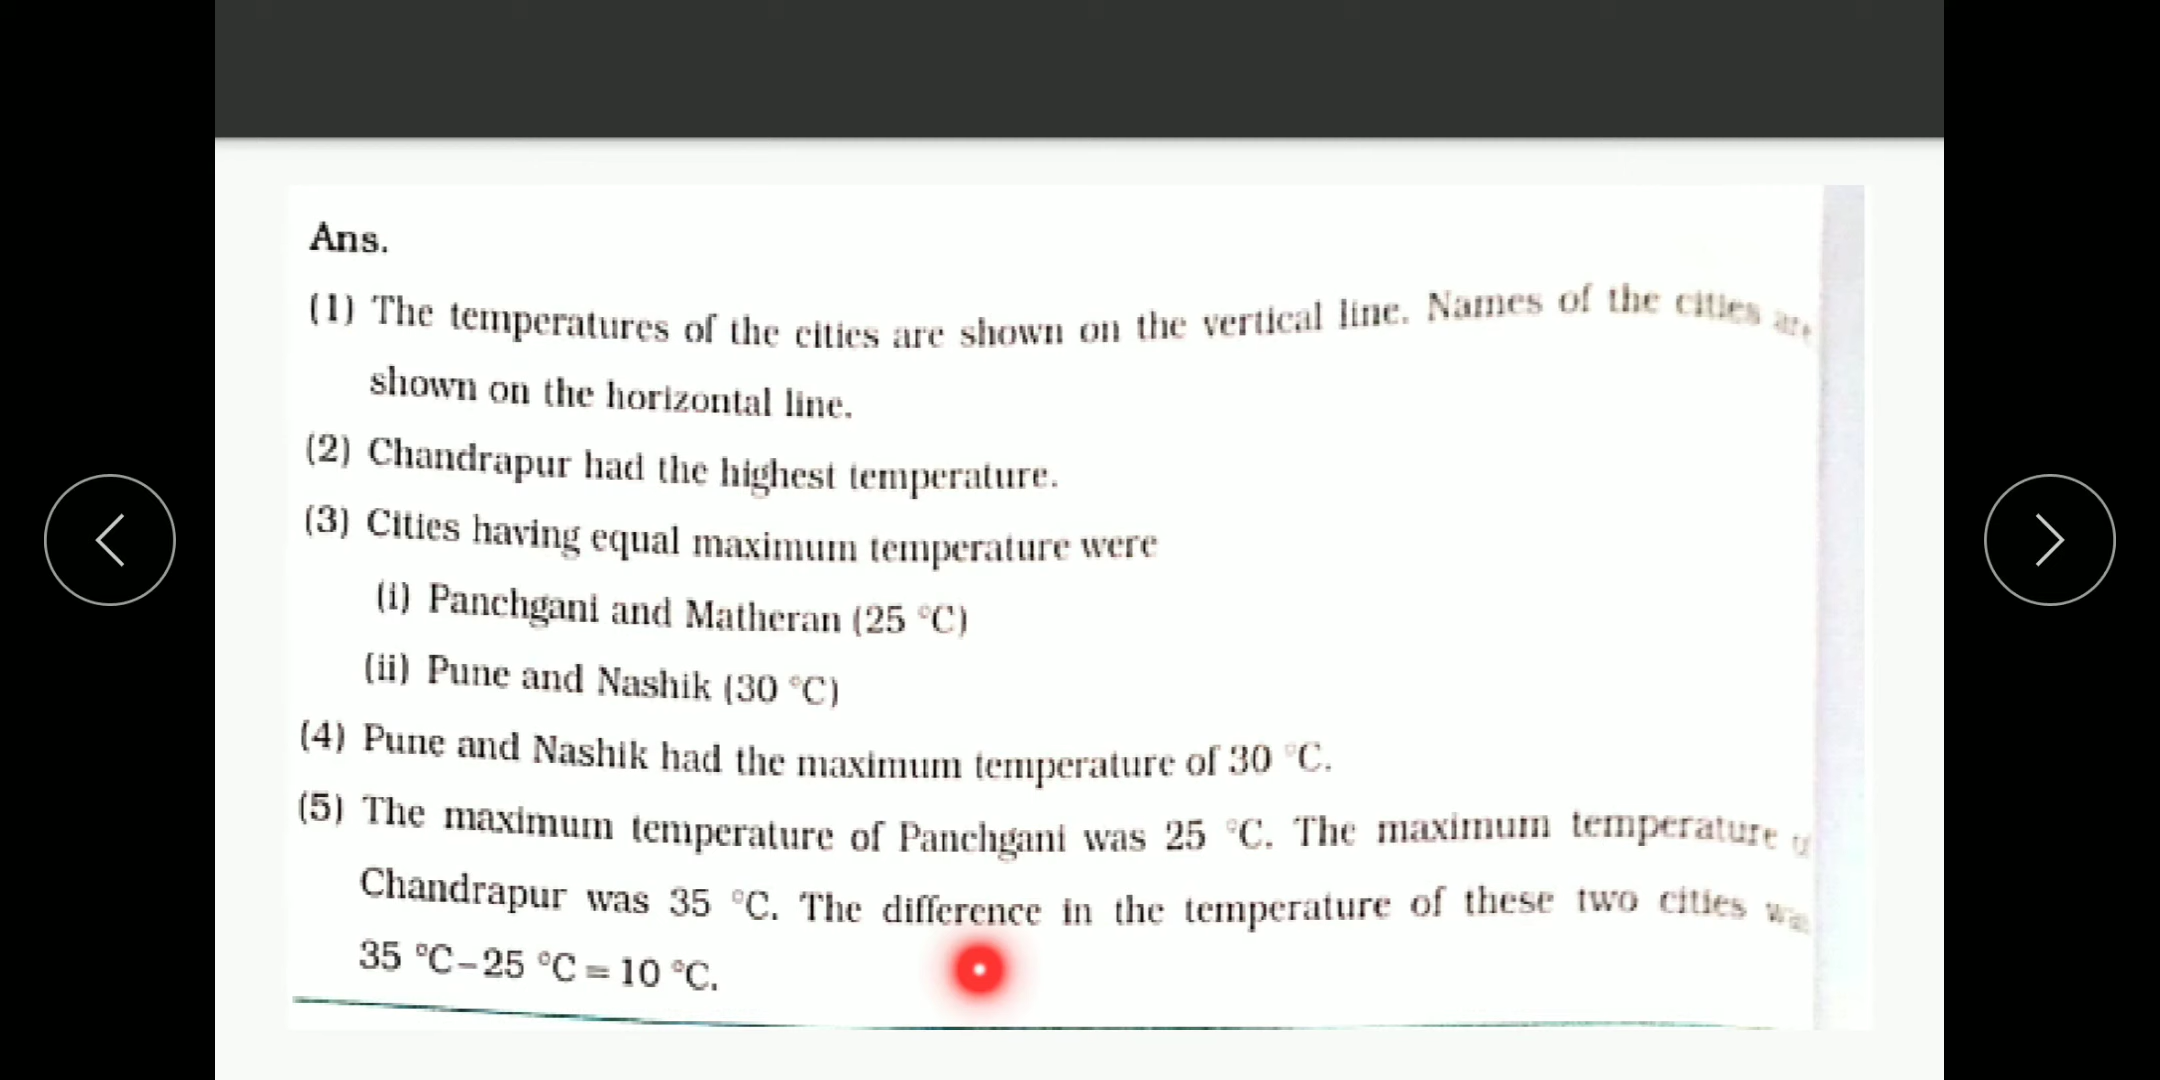 Ans.
(1) The temperatures of the cities are shown on the vertical line. Names of the cities are
shown on the horizontal line.
(2) Chandrapur had the highest temperature.
(3) Cities having equal maximum temperature were
(i) Panchgani and Matheran (25 °C)
(ii) Pune and Nashik (30 °C)
(4) Pune and Nashik had the maximum temperature of 30 °C.
(5) The maximum temperature of Panchgani was 25 °C. The maximum temperature
Chandrapur was 35 °C. The difference in the temperature of these two cities was
35 °C – 25 °C = 10 °C.